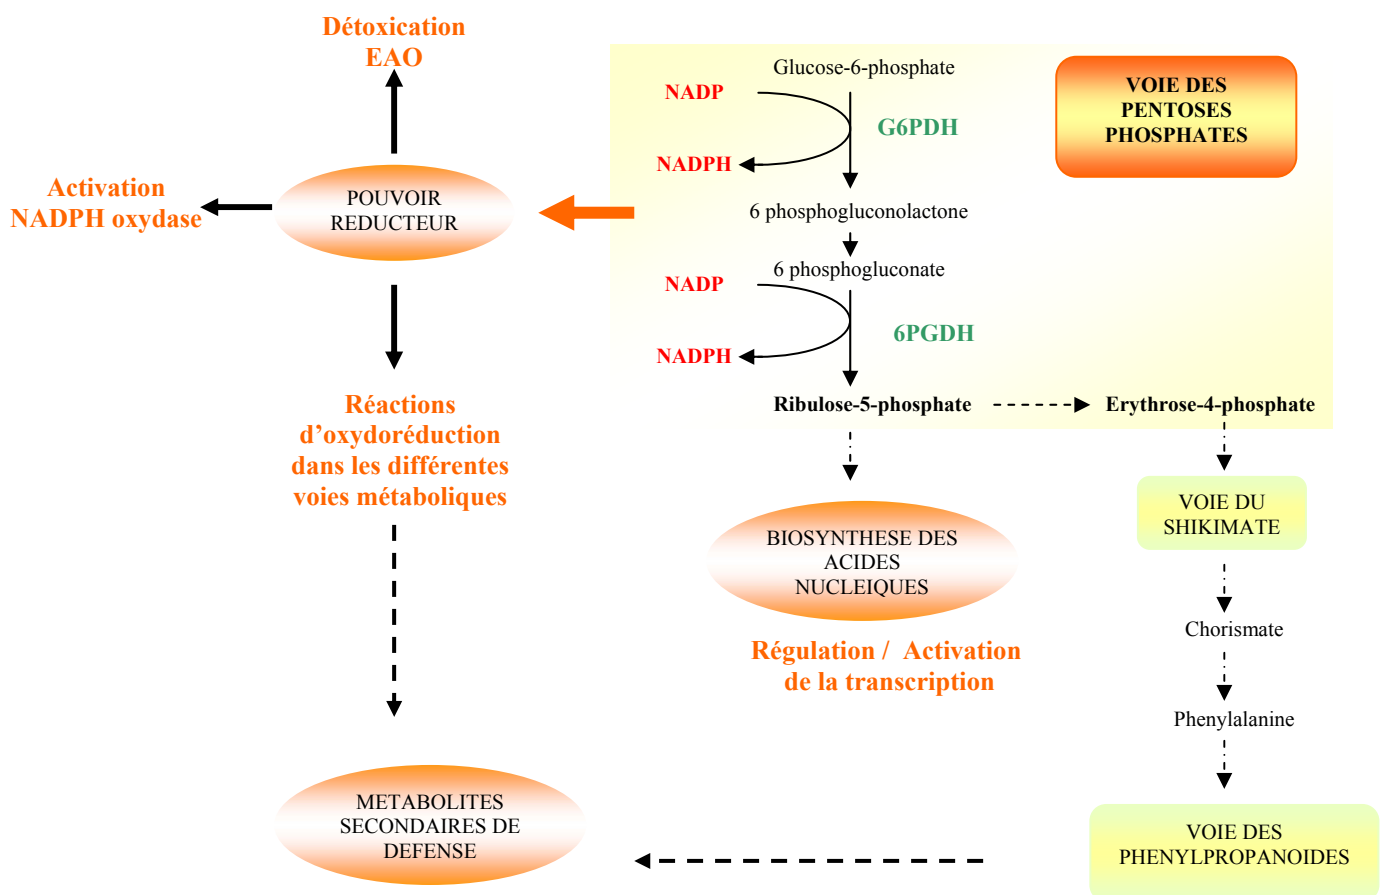 Détoxication
EAO
Glucose-6-phosphate
VOIE DES
PENTOSES
PHOSPHATES
NADP
G6PDH
NADPH
Activation
NADPH oxydase
POUVOIR
REDUCTEUR
6 phosphogluconolactone
6 phosphogluconate
NADP
6PGDH
NADPH
Réactions
d’oxydoréduction
dans les différentes
voies métaboliques
Ribulose-5-phosphate
Erythrose-4-phosphate
VOIE DU
SHIKIMATE
BIOSYNTHESE DES
ACIDES
NUCLEIQUES
Régulation / Activation
de la transcription
Chorismate
Phenylalanine
METABOLITES
SECONDAIRES DE
DEFENSE
VOIE DES
PHENYLPROPANOIDES